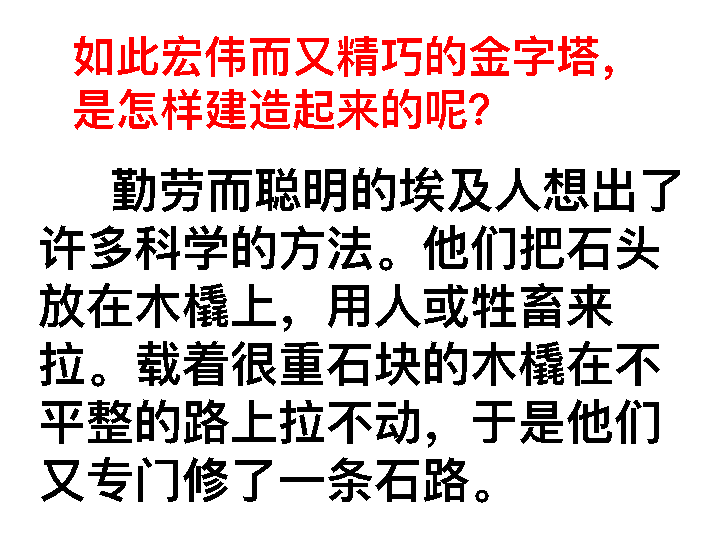 如此宏伟而又精巧的金字塔，
是怎样建造起来的呢？
勤劳而聪明的埃及人想出了
许多科学的方法。他们把石头
放在木橇上，用人或牲畜来
拉。载着很重石块的木橇在不
平整的路上拉不动，于是他们
又专门修了一条石路。